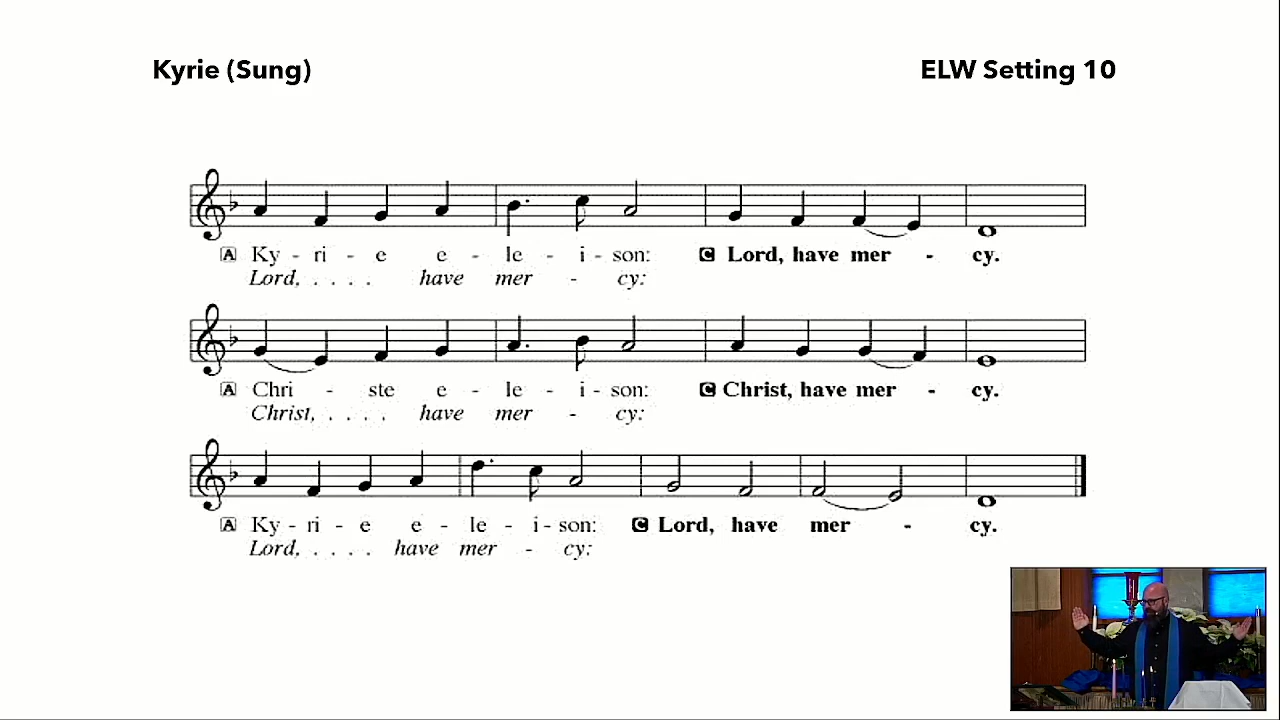 Kyrie (Sung) ELW Setting 10
A Ky - ri - e e - le - i - son: C Lord, have mer - cy.
Lord, . . . . have mer - cy:
A Chri - ste e - le - i - son: C Christ, have mer - cy.
Christ, . . . . have mer - cy:
A Ky - ri - e e - le - i - son: C Lord, have mer - cy.
Lord, . . . . have mer - cy: